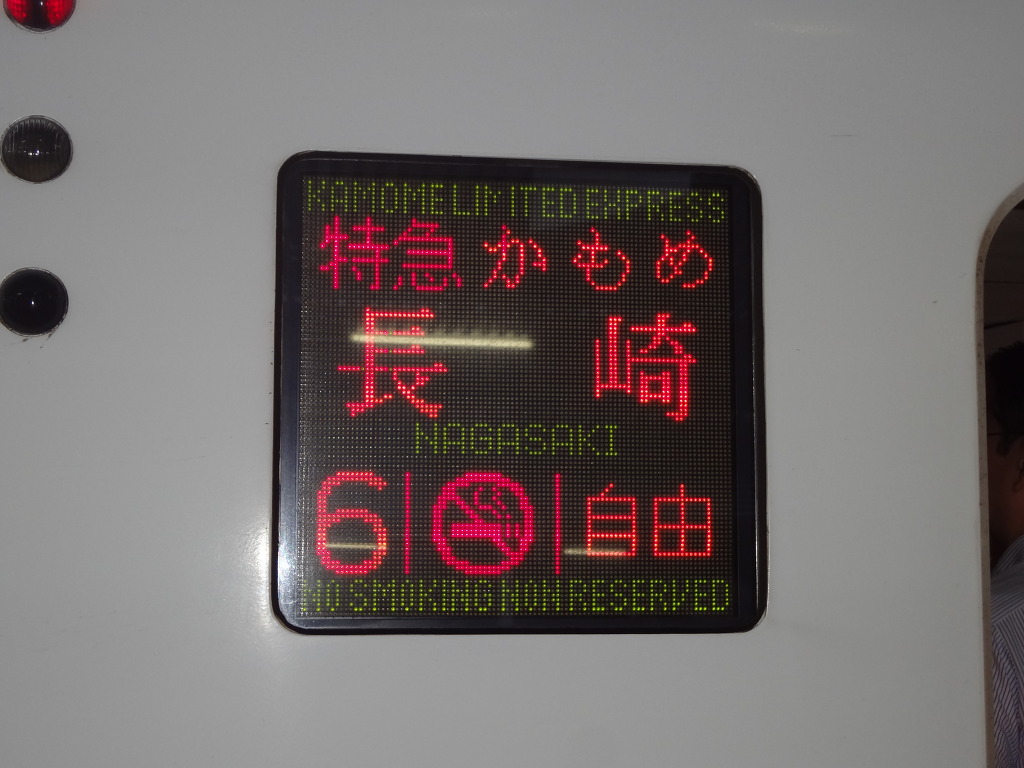 KAMOME LIMITED EXPRESS
特急 かもめ
長崎
NAGASAKI
6 自由
NO SMOKING NON RESERVED